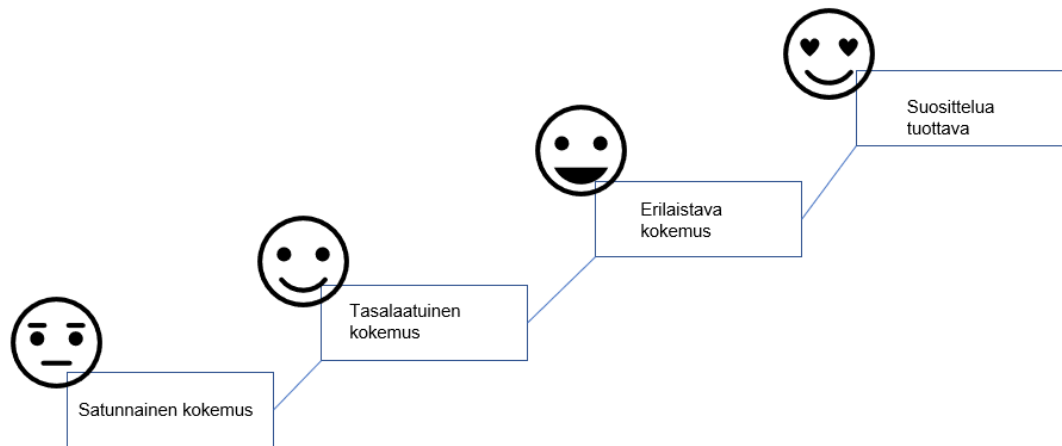 Suosittelua
tuottava
Erilaistava
kokemus
Tasalaatuinen
kokemus
Satunnainen kokemus